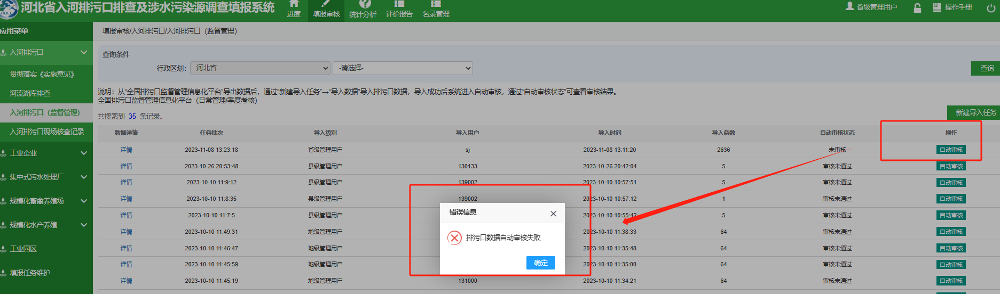 河北省入河排污口排查及涉水污染源调查填报系统
进度 填报审核 统计分析 评价报告 名录管理
省级管理用户 操作手册
应用菜单
填报审核/入河排污口/入河排污口（监督管理）
入河排污口
贯彻落实《实施意见》
河流湖库排查
入河排污口（监督管理）
入河排污口现场核查记录
工业企业
集中式污水处理厂
规模化畜禽养殖场
规模化水产养殖
工业园区
填报任务维护
查询条件
行政区划： 河北省 -请选择-
查询
说明：从“全国排污口监督管理信息化平台”导出数据后，通过“新建导入任务”→“导入数据”导入排污口数据，导入成功后系统进入自动审核，通过“自动审核状态”可查看审核结果。
全国排污口监督管理信息化平台（日常管理/季度考核）
共搜索到 35 条记录。
新建导入任务
数据详情 任务批次 导入级别 导入用户 导入时间 导入条数 自动审核状态 操作
详情 2023-11-08 13:23:18 省级管理用户 sj 2023-11-08 13:11:20 2636 未审核 自动审核
详情 2023-10-26 20:53:48 县级管理用户 130133 2023-10-26 20:42:04 5 审核未通过 自动审核
详情 2023-10-10 11:9:12 县级管理用户 139002 2023-10-10 10:57:51 5 审核未通过 自动审核
详情 2023-10-10 11:8:35 县级管理用户 139002 2023-10-10 10:57:12 1 审核未通过 自动审核
详情 2023-10-10 11:7:5 县级管理用户 2023-10-10 10:55:42 5 审核未通过 自动审核
详情 2023-10-10 11:49:31 地级管理用户 2023-10-10 11:38:33 64 审核未通过 自动审核
详情 2023-10-10 11:46:47 地级管理用户 2023-10-10 11:35:48 64 审核未通过 自动审核
详情 2023-10-10 11:45:59 地级管理用户 2023-10-10 11:35:00 64 审核未通过 自动审核
详情 2023-10-10 11:45:19 地级管理用户 131000 2023-10-10 11:34:21 64 审核未通过 自动审核
错误信息
排污口数据自动审核失败
确定